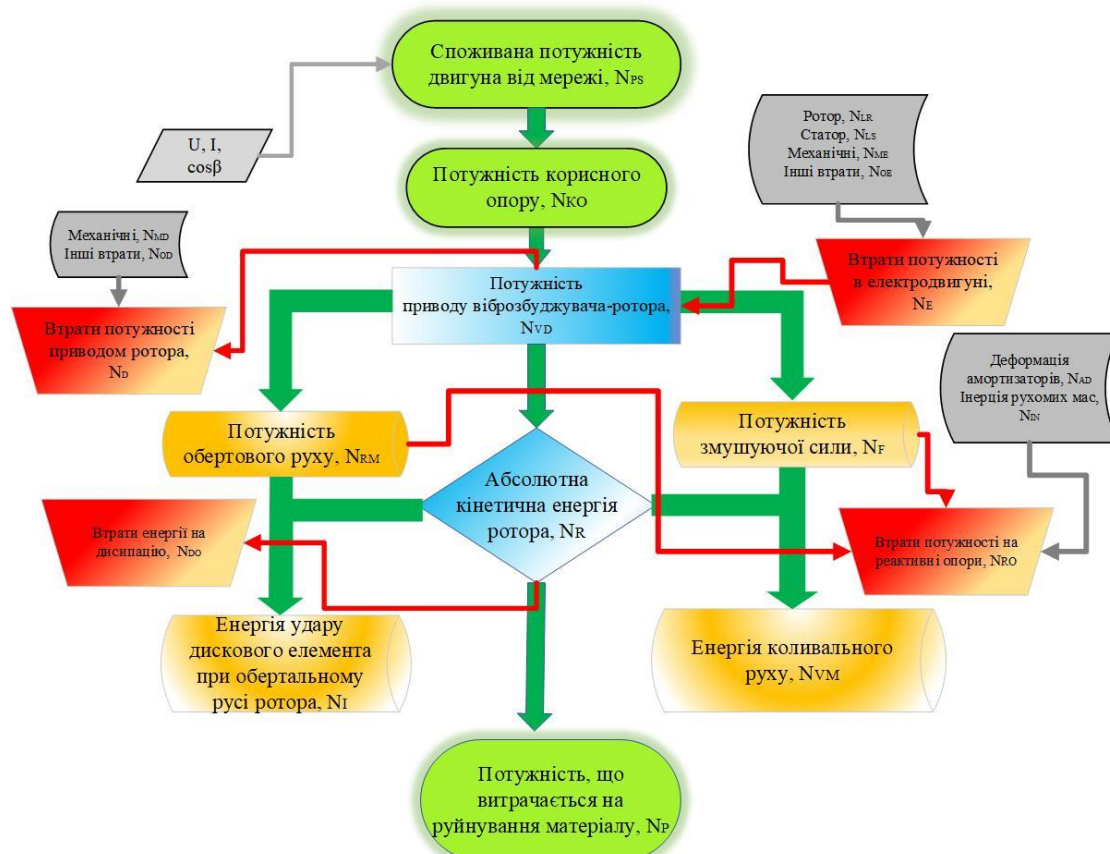 Споживана потужність
двигуна від мережі, NPS
U, I,
cosβ
Ротор, NLR
Статор, NLS
Механічні, NME
Інші втрати, NOE
Потужність корисного
опору, NKO
Механічні, NMD
Інші втрати, NOD
Потужність
приводу віброзбуджувача-ротора,
NVD
Втрати потужності
в електродвигуні,
NE
Втрати потужності
приводом ротора,
ND
Деформація
амортизаторів, NAD
Інерція рухомих мас,
NIN
Потужність
обертового руху, NRM
Потужність
змушуючої сили, NF
Абсолютна
кінетична енергія
ротора, NR
Втрати енергії на
дисипацію, NDO
Втрати потужності на
реактивні опори, NRO
Енергія удару
дискового елемента
при обертальному
русі ротора, NI
Енергія коливального
руху, NVM
Потужність, що
витрачається на
руйнування матеріалу, NP